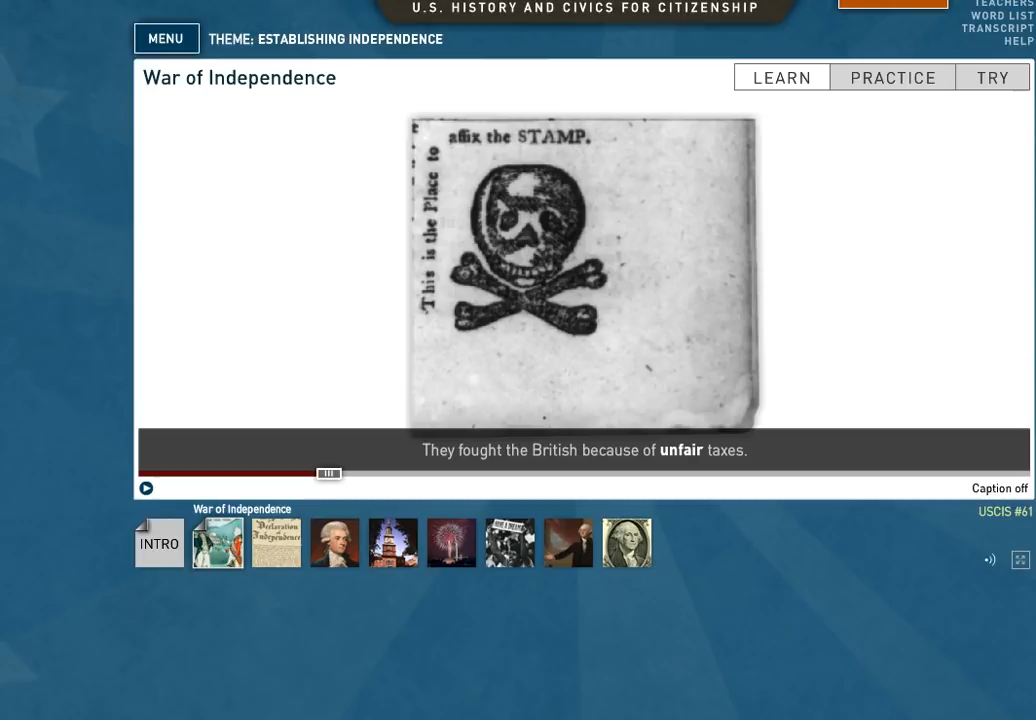 U.S. HISTORY AND CIVICS FOR CITIZENSHIP
TEACHERS
WORD LIST
TRANSCRIPT
HELP
MENU
THEME: ESTABLISHING INDEPENDENCE
War of Independence
LEARN
PRACTICE
TRY
This is the Place to
affix the STAMP.
They fought the British because of unfair taxes.
Caption off
USCIS #61
War of Independence
INTRO
Declaration
Independence